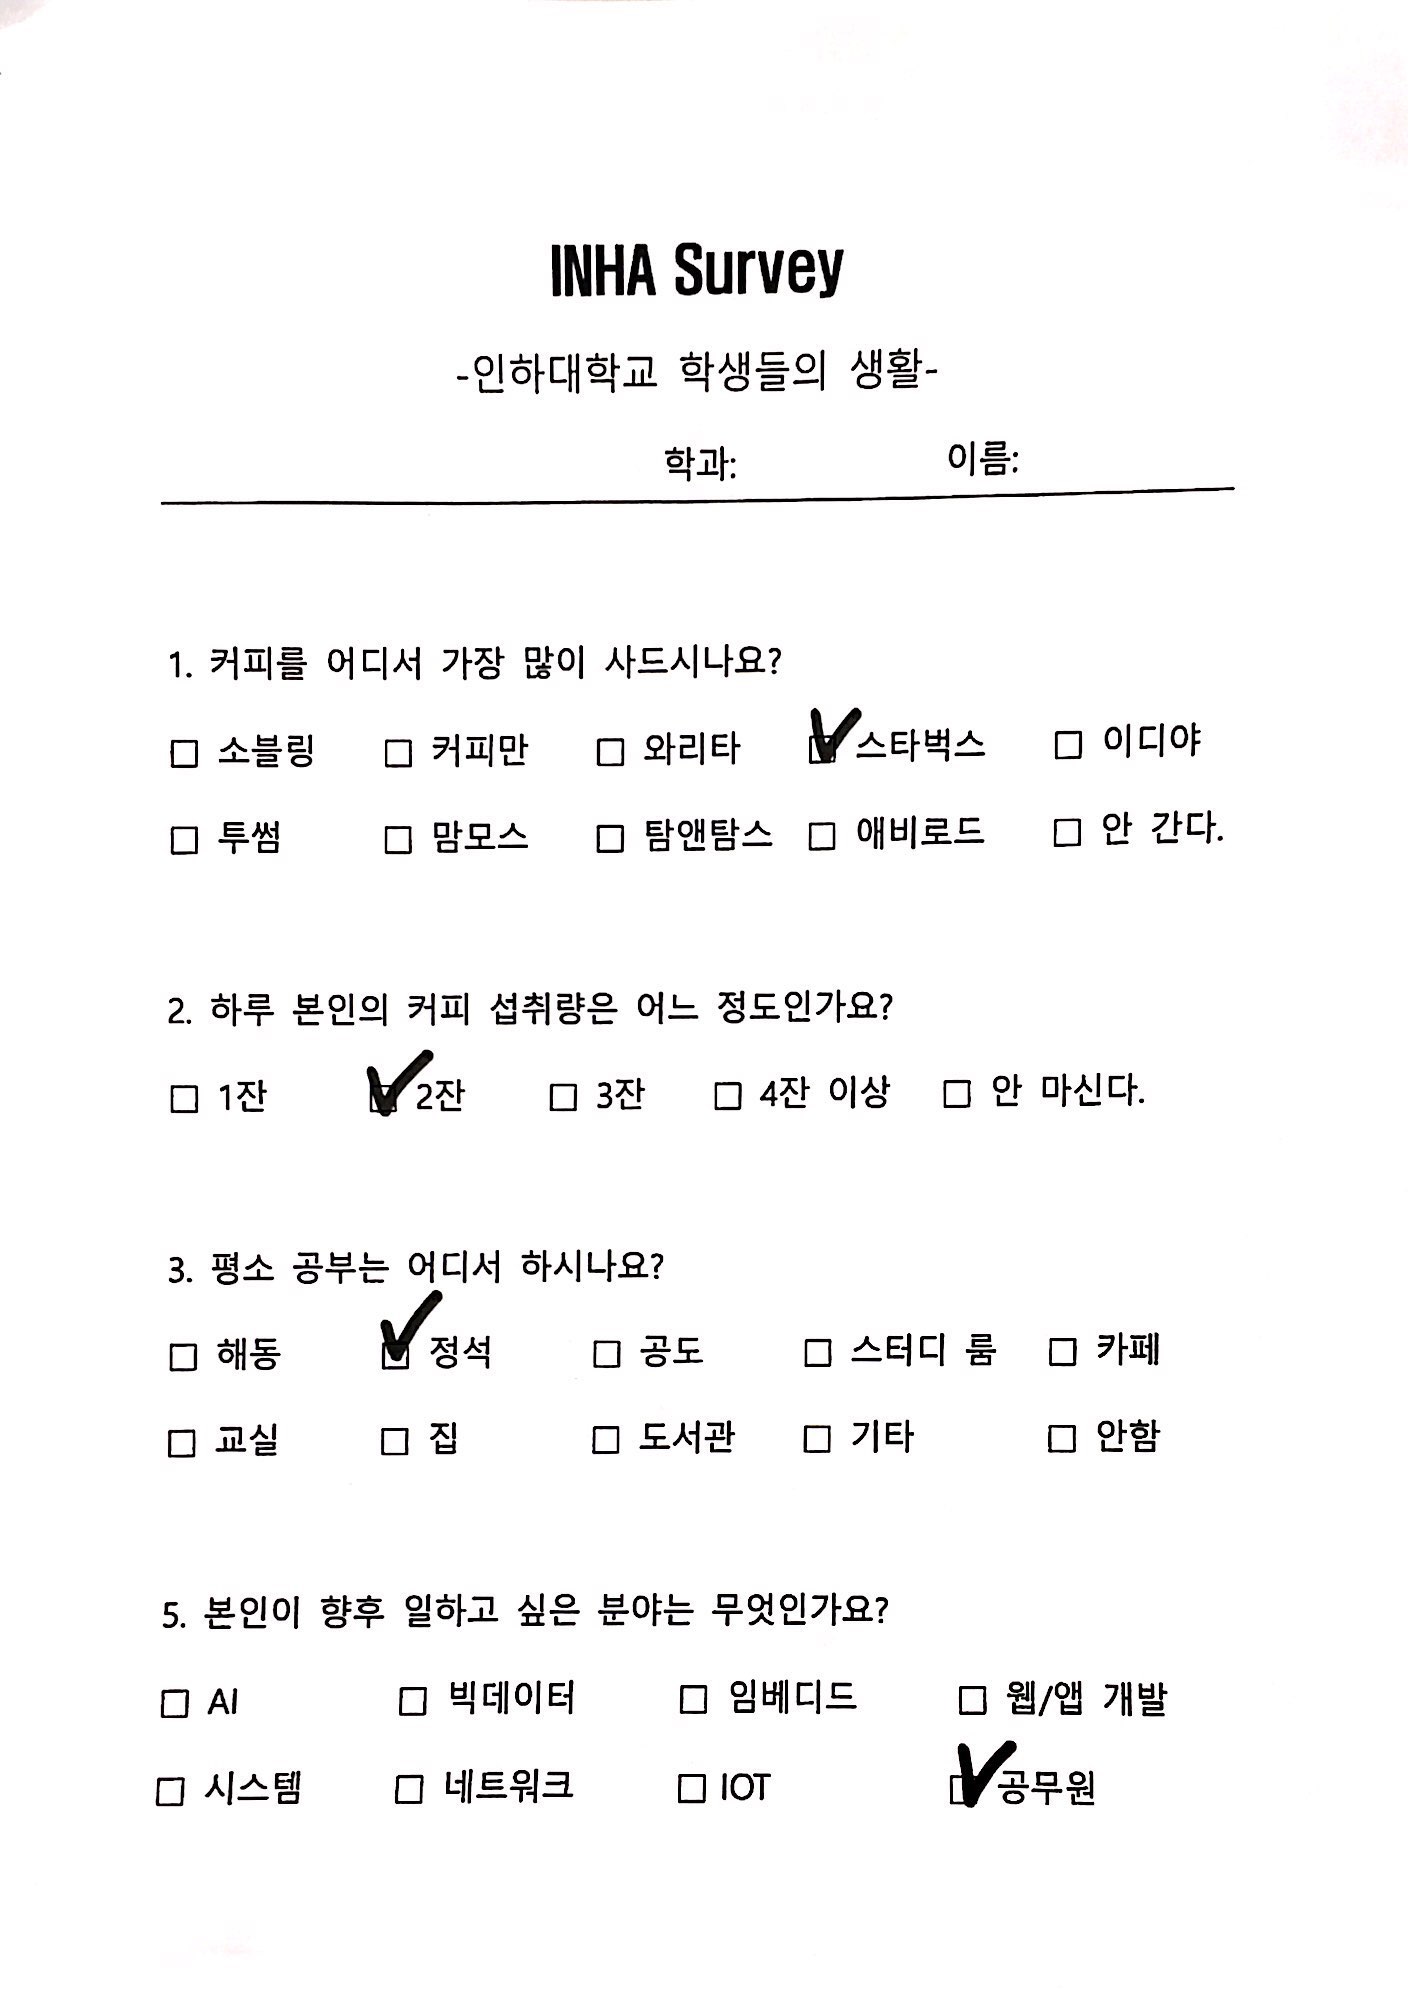 INHA Survey
-인하대학교 학생들의 생활-
학과: 이름:
1. 커피를 어디서 가장 많이 사드시나요?
□ 소블링 □ 커피만 □ 와리타 ☑ 스타벅스 □ 이디야
□ 투썸 □ 맘모스 □ 탐앤탐스 □ 애비로드 □ 안 간다.
2. 하루 본인의 커피 섭취량은 어느 정도인가요?
□ 1잔 ☑ 2잔 □ 3잔 □ 4잔 이상 □ 안 마신다.
3. 평소 공부는 어디서 하시나요?
□ 해동 ☑ 정석 □ 공도 □ 스터디 룸 □ 카페
□ 교실 □ 집 □ 도서관 □ 기타 □ 안함
5. 본인이 향후 일하고 싶은 분야는 무엇인가요?
□ AI □ 빅데이터 □ 임베디드 □ 웹/앱 개발
□ 시스템 □ 네트워크 □ IOT ☑ 공무원